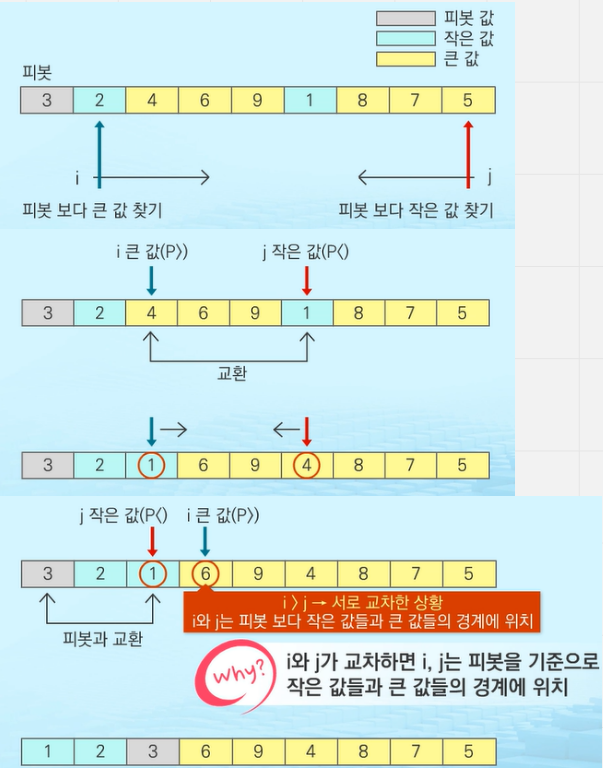 피봇 값
작은 값
큰 값
피봇
3 2 4 6 9 1 8 7 5
i j
피봇 보다 큰 값 찾기 피봇 보다 작은 값 찾기
i 큰 값(P>) j 작은 값(P<)
3 2 4 6 9 1 8 7 5
교환
3 2 1 6 9 4 8 7 5
j 작은 값(P<) i 큰 값(P>)
3 2 1 6 9 4 8 7 5
피봇과 교환
i > j → 서로 교차한 상황
i와 j는 피봇 보다 작은 값들과 큰 값들의 경계에 위치
why?
i와 j가 교차하면 i, j는 피봇을 기준으로
작은 값들과 큰 값들의 경계에 위치
1 2 3 6 9 4 8 7 5